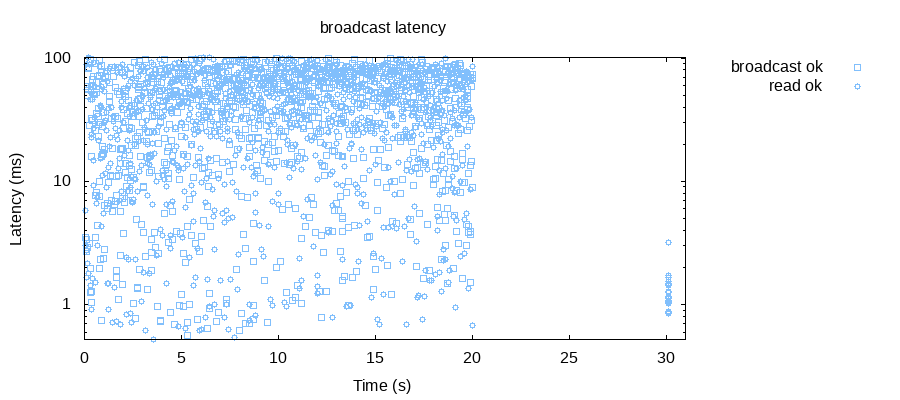 broadcast latency
broadcast ok
read ok
100
10
1
Latency (ms)
0 5 10 15 20 25 30
Time (s)